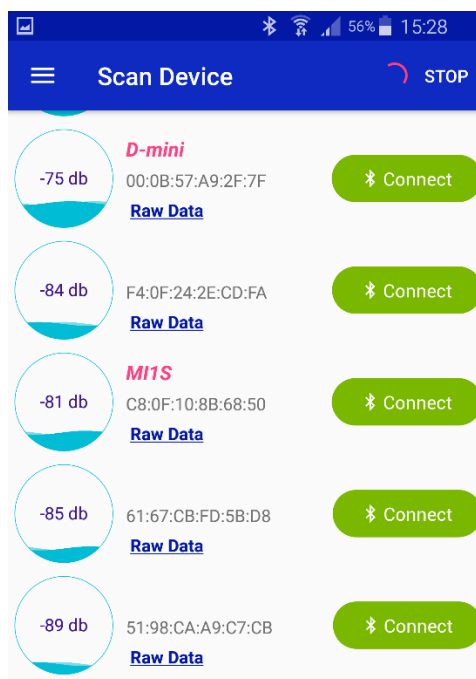 56% 15:28
Scan Device STOP
D-mini
-75 db 00:0B:57:A9:2F:7F Connect
Raw Data
-84 db F4:0F:24:2E:CD:FA Connect
Raw Data
MI1S
-81 db C8:0F:10:8B:68:50 Connect
Raw Data
-85 db 61:67:CB:FD:5B:D8 Connect
Raw Data
-89 db 51:98:CA:A9:C7:CB Connect
Raw Data